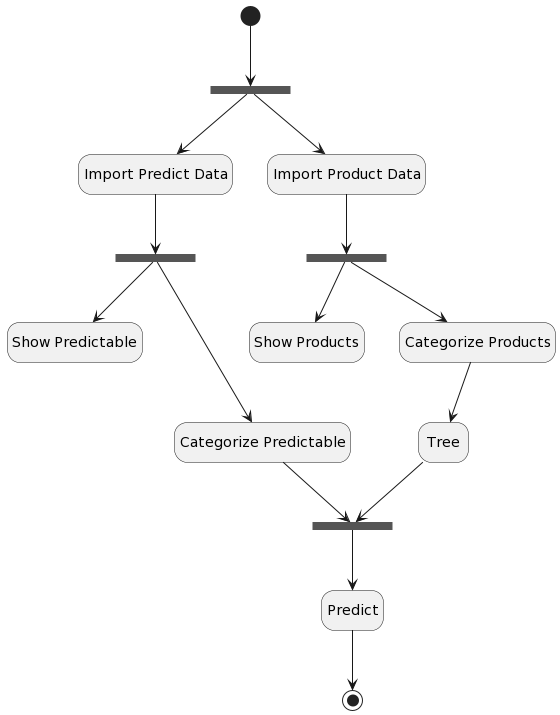 Import Predict Data
Import Product Data
Show Predictable
Show Products
Categorize Products
Categorize Predictable
Tree
Predict